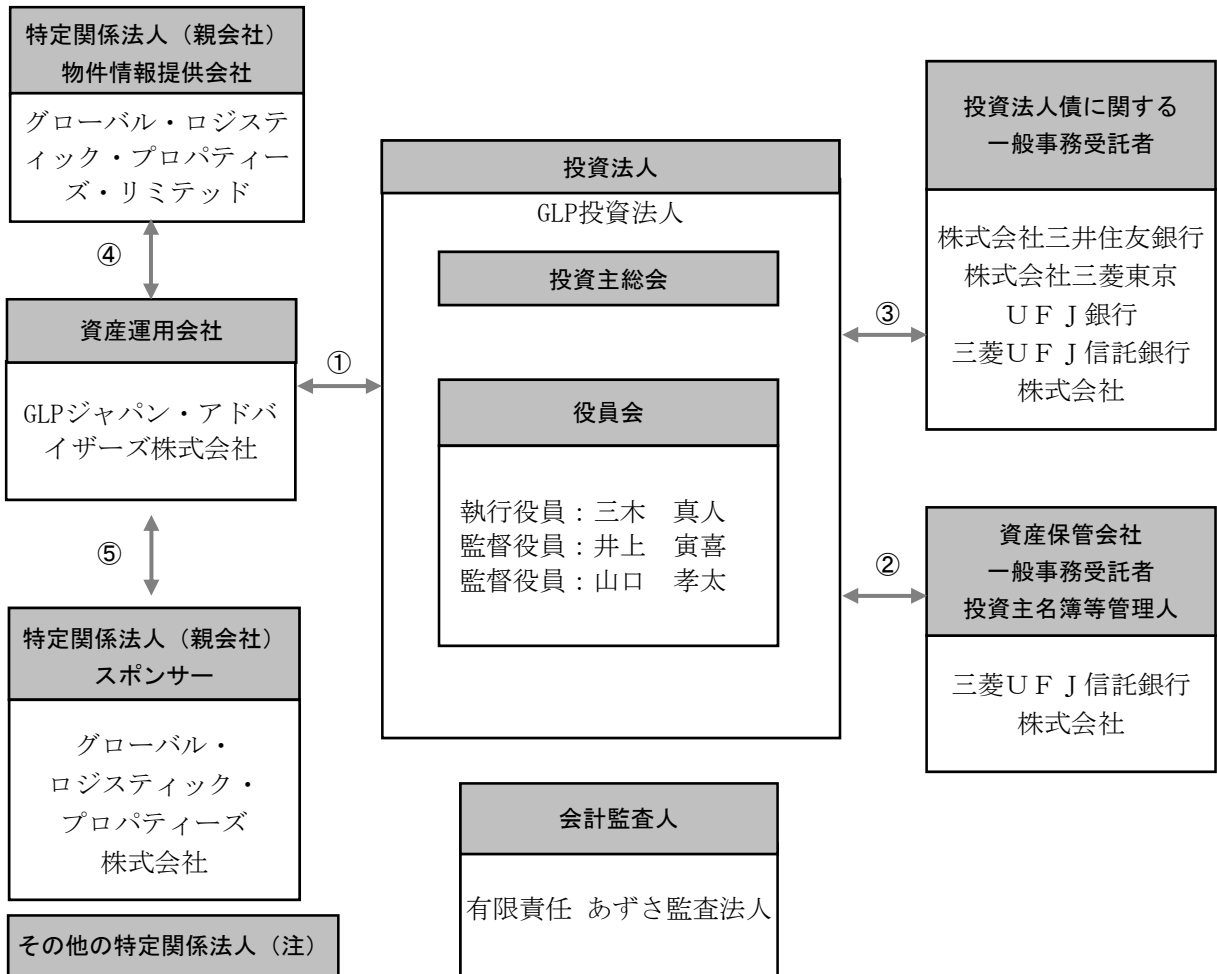 特定関係法人（親会社）
物件情報提供会社
グローバル・ロジステ
ィック・プロパティー
ズ・リミテッド
④
資産運用会社
GLPジャパン・アドバ
イザーズ株式会社
①
⑤
特定関係法人（親会社）
スポンサー
グローバル・
ロジスティック・
プロパティーズ
株式会社
その他の特定関係法人（注）
投資法人
GLP投資法人
投資主総会
役員会
執行役員：三木　真人
監督役員：井上　寅喜
監督役員：山口　孝太
会計監査人
有限責任 あずさ監査法人
③
投資法人債に関する
一般事務受託者
株式会社三井住友銀行
株式会社三菱東京
ＵＦＪ銀行
三菱ＵＦＪ信託銀行
株式会社
②
資産保管会社
一般事務受託者
投資主名簿等管理人
三菱ＵＦＪ信託銀行
株式会社